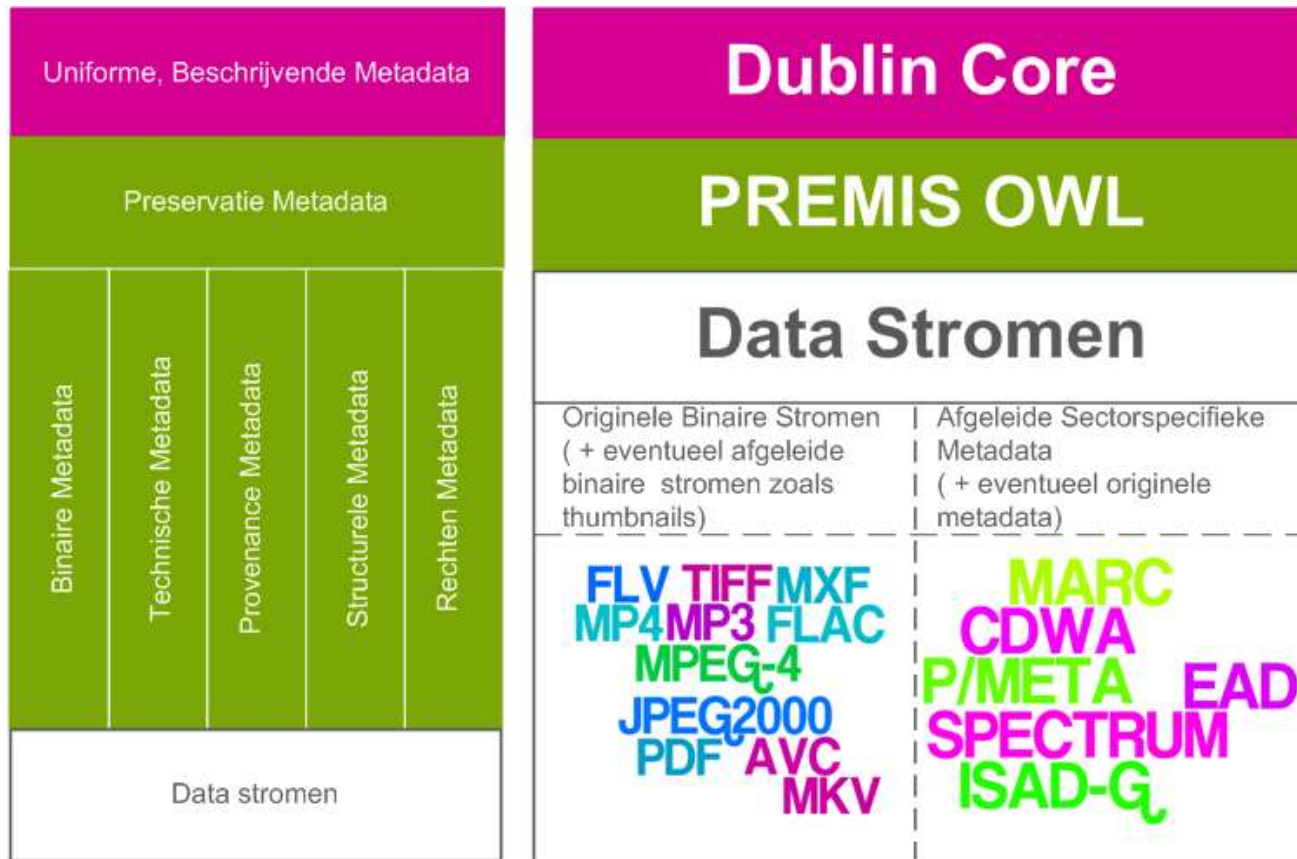 Uniforme, Beschrijvende Metadata
Preservatie Metadata
Binaire Metadata
Technische Metadata
Provenance Metadata
Structurele Metadata
Rechten Metadata
Data stromen
Dublin Core
PREMIS OWL
Data Stromen
Originele Binaire Stromen
( + eventueel afgeleide
binaire stromen zoals
thumbnails)
Afgeleide Sectorspecifieke
Metadata
( + eventueel originele
metadata)
FLV TIFF MXF
MP4 MP3 FLAC
MPEG-4
JPEG2000
PDF AVC
MKV
MARC
CDWA
P/META EAD
SPECTRUM
ISAD-G